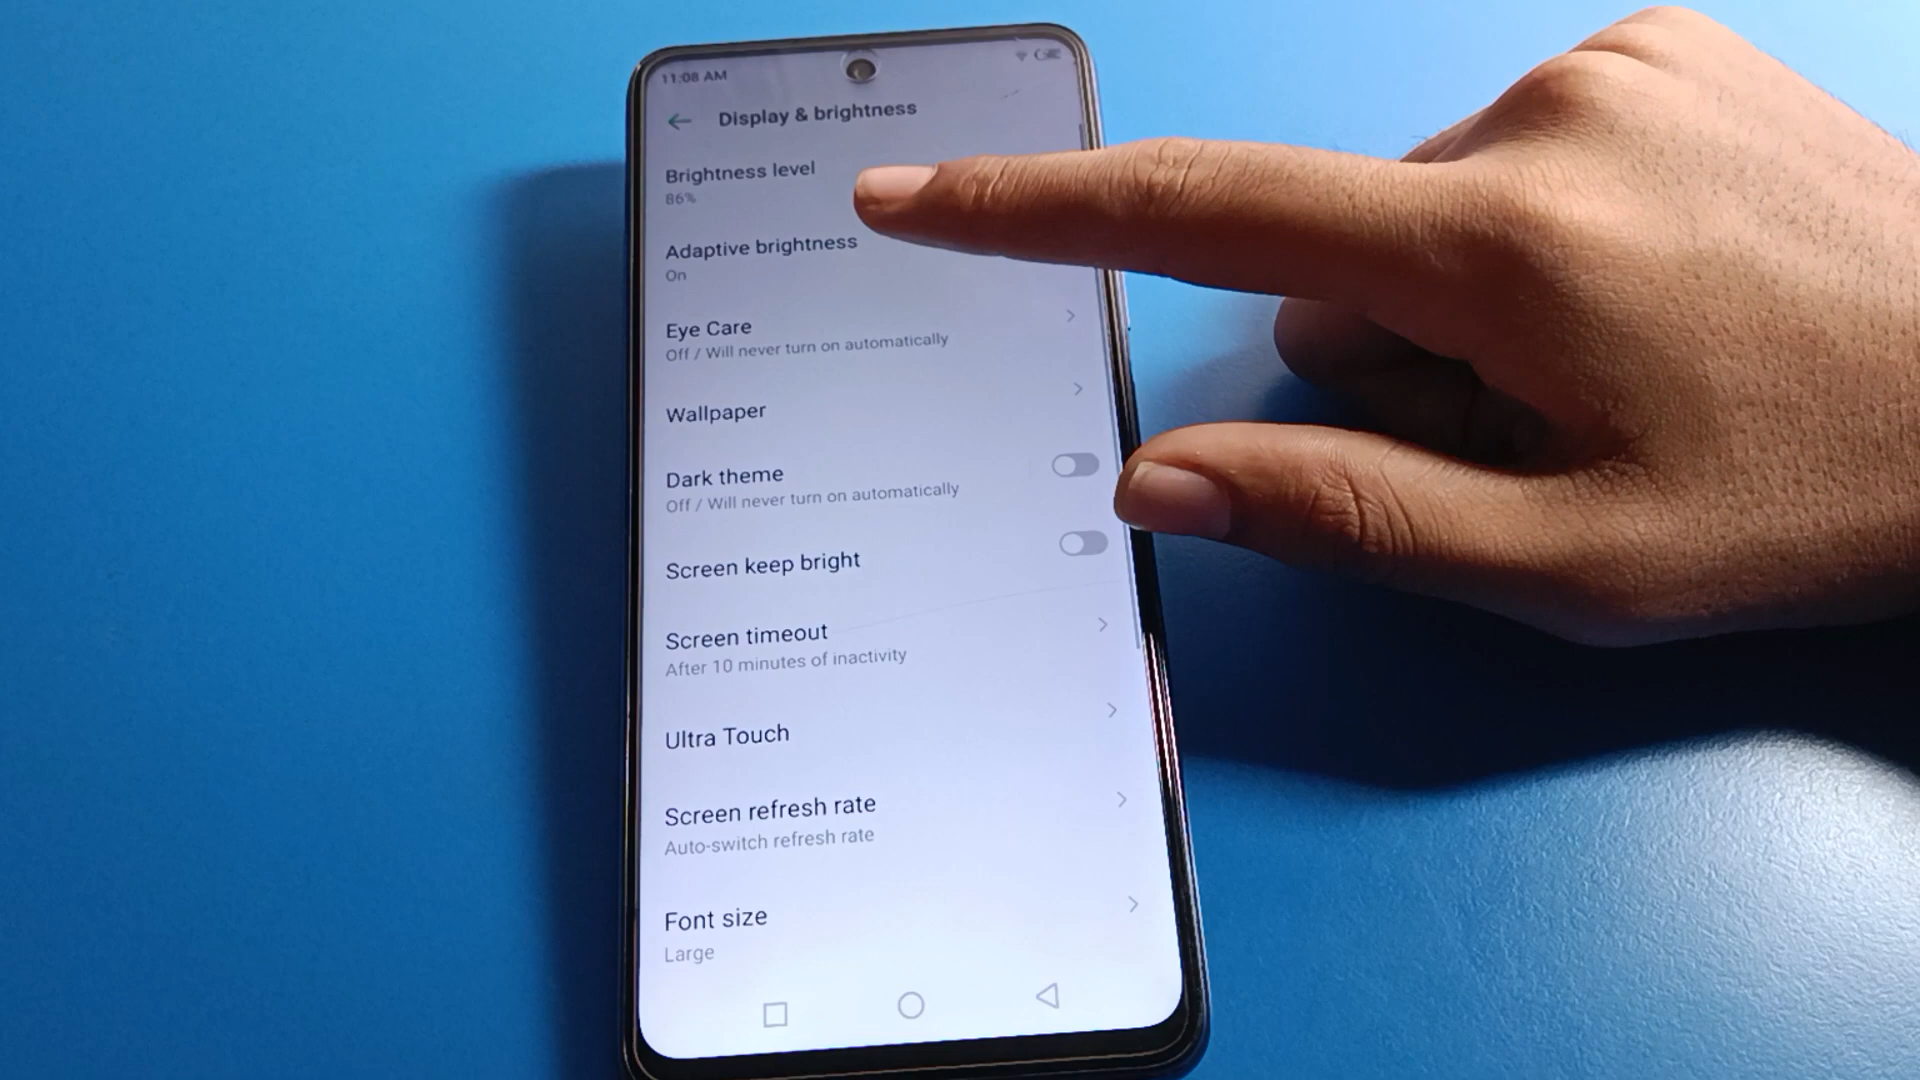 11:08 AM
Display & brightness
Brightness level
86%
Adaptive brightness
On
Eye Care
Off / Will never turn on automatically
Wallpaper
Dark theme
Off / Will never turn on automatically
Screen keep bright
Screen timeout
After 10 minutes of inactivity
Ultra Touch
Screen refresh rate
Auto-switch refresh rate
Font size
Large